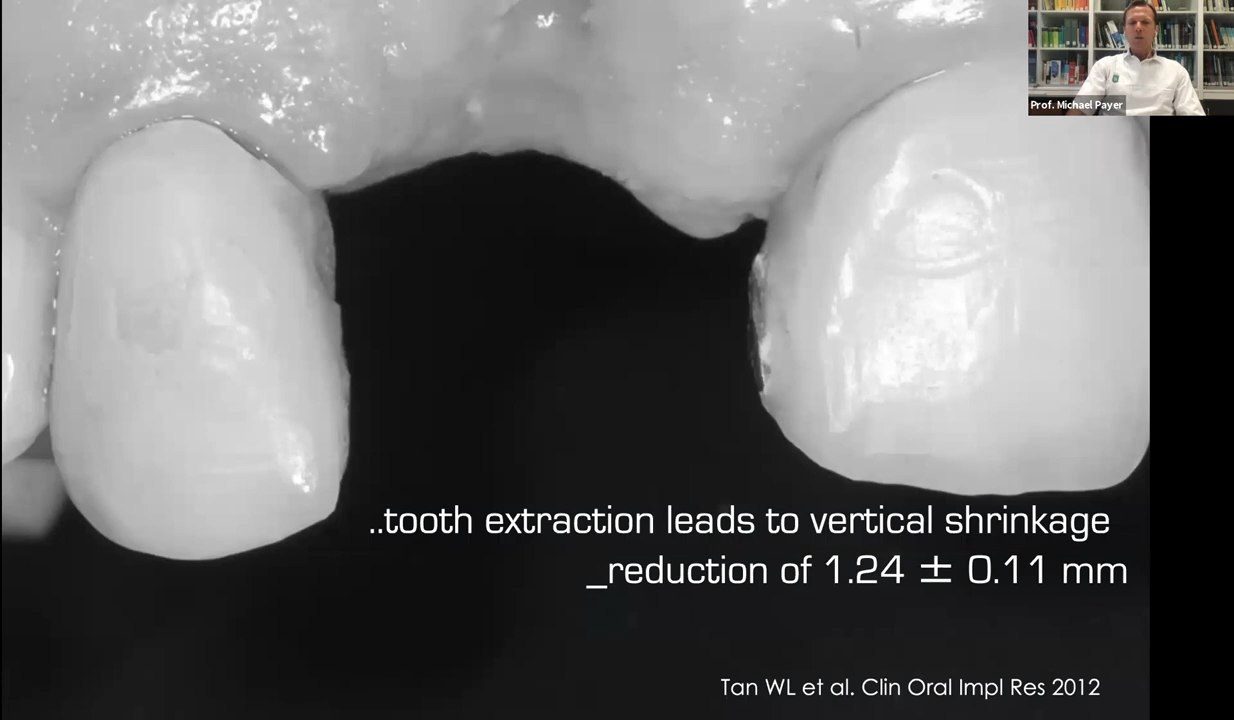 Prof. Michael Payer
..tooth extraction leads to vertical shrinkage
_reduction of 1.24 ± 0.11 mm
Tan WL et al. Clin Oral Impl Res 2012